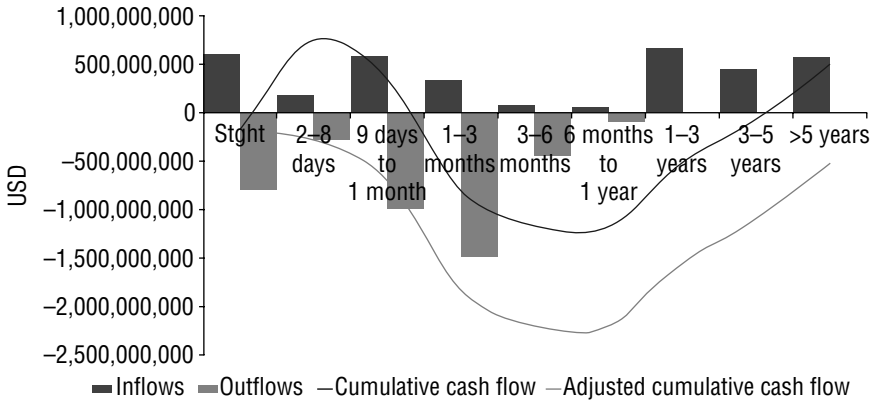 1,000,000,000
500,000,000
0
–500,000,000
–1,000,000,000
–1,500,000,000
–2,000,000,000
–2,500,000,000
USD
Stght
2–8
days
9 days
to
1 month
1–3
months
3–6
months
6 months
to
1 year
1–3
years
3–5
years
>5 years
Inflows
Outflows
Cumulative cash flow
Adjusted cumulative cash flow